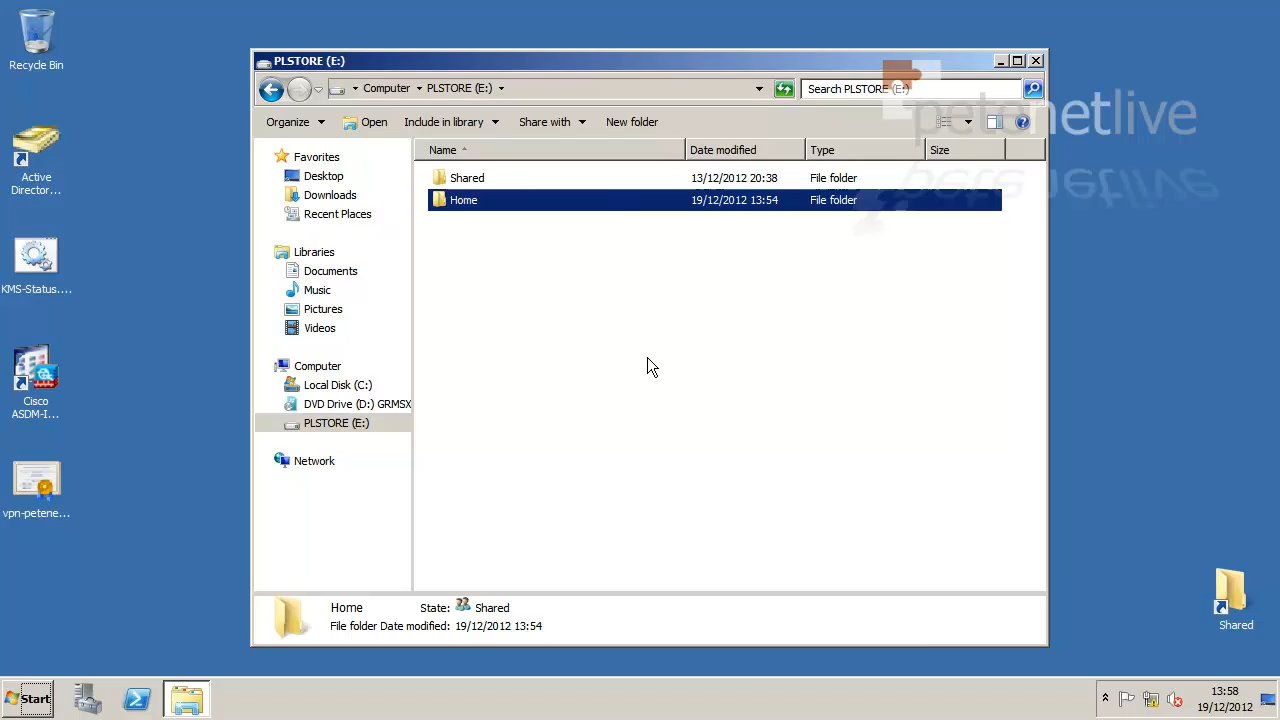 Recycle Bin
Active
Director...
KMS-Status....
Cisco
ASDM-I...
vpn-petene...
PLSTORE (E:)
Computer
PLSTORE (E:)
Search PLSTORE (E:)
Organize
Open
Include in library
Share with
New folder
petenetlive
Favorites
Desktop
Downloads
Recent Places
Libraries
Documents
Music
Pictures
Videos
Computer
Local Disk (C:)
DVD Drive (D:) GRMSX
PLSTORE (E:)
Network
Name Date modified Type Size
Shared 13/12/2012 20:38 File folder
Home 19/12/2012 13:54 File folder
Home State: Shared
File folder Date modified: 19/12/2012 13:54
Shared
Start
13:58
19/12/2012